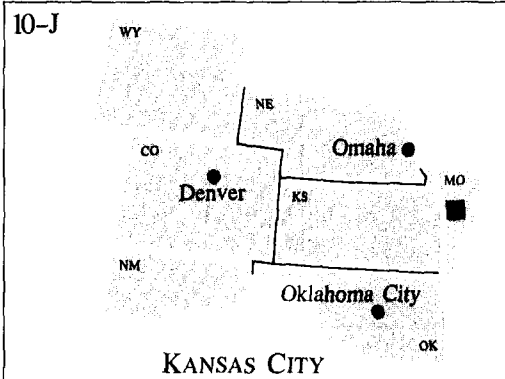 10-J
WY
NE
CO
Omaha
Denver
KS
MO
NM
Oklahoma City
OK
KANSAS CITY